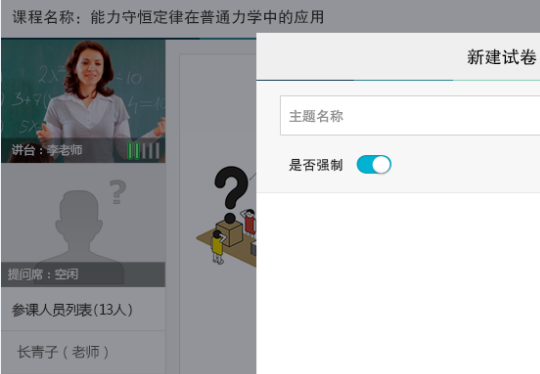 课程名称：能力守恒定律在普通力学中的应用
新建试卷
讲台：李老师
主题名称
是否强制
?
提问席：空闲
参课人员列表(13人)
长青子（老师）